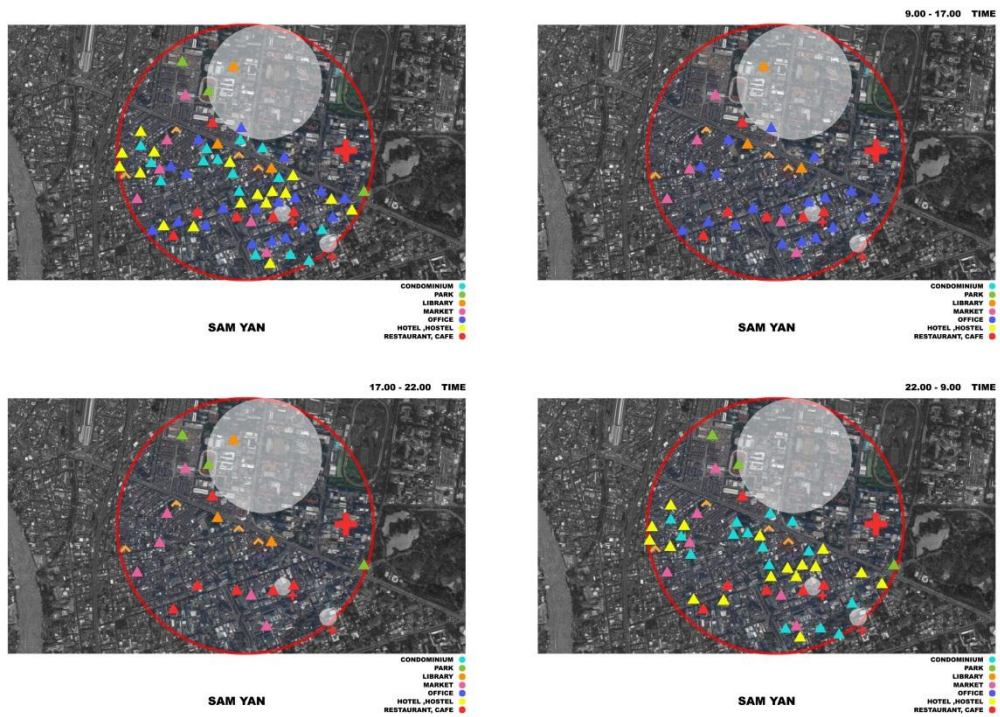 9.00 - 17.00 TIME
CONDOMINIUM
PARK
LIBRARY
MARKET
OFFICE
HOTEL ,HOSTEL
RESTAURANT, CAFE
SAM YAN
CONDOMINIUM
PARK
LIBRARY
MARKET
OFFICE
HOTEL ,HOSTEL
RESTAURANT, CAFE
SAM YAN
17.00 - 22.00 TIME
22.00 - 9.00 TIME
CONDOMINIUM
PARK
LIBRARY
MARKET
OFFICE
HOTEL ,HOSTEL
RESTAURANT, CAFE
SAM YAN
CONDOMINIUM
PARK
LIBRARY
MARKET
OFFICE
HOTEL ,HOSTEL
RESTAURANT, CAFE
SAM YAN